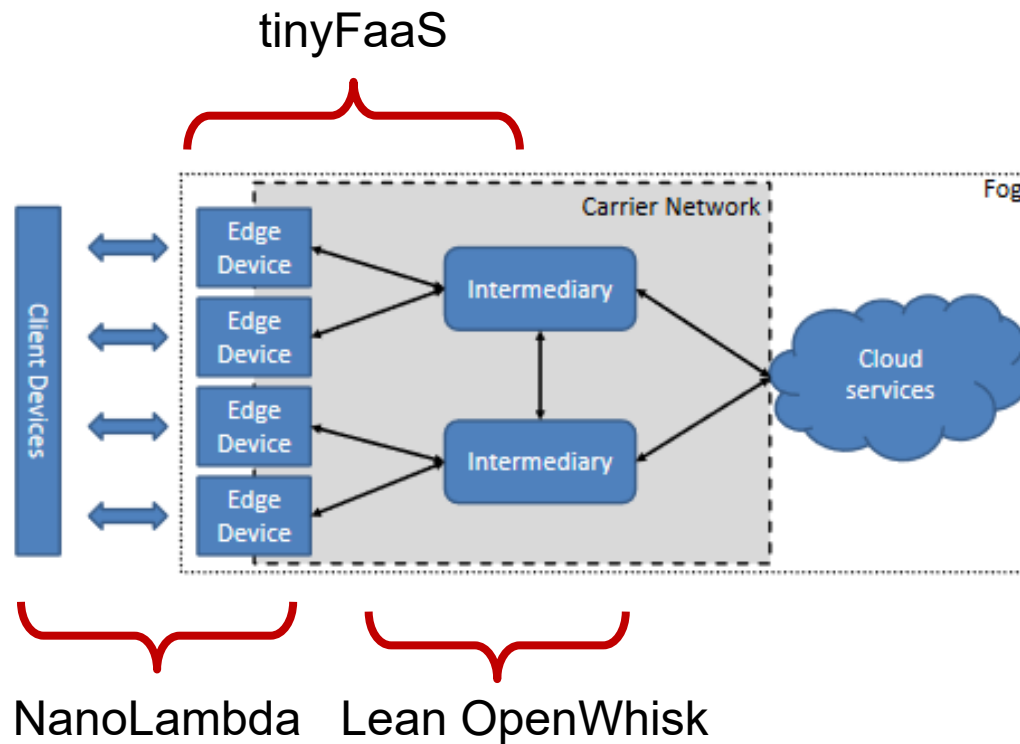 tinyFaaS
Fog
Carrier Network
Client Devices
Edge
Device
Edge
Device
Edge
Device
Edge
Device
Intermediary
Intermediary
Cloud
services
NanoLambda
Lean OpenWhisk